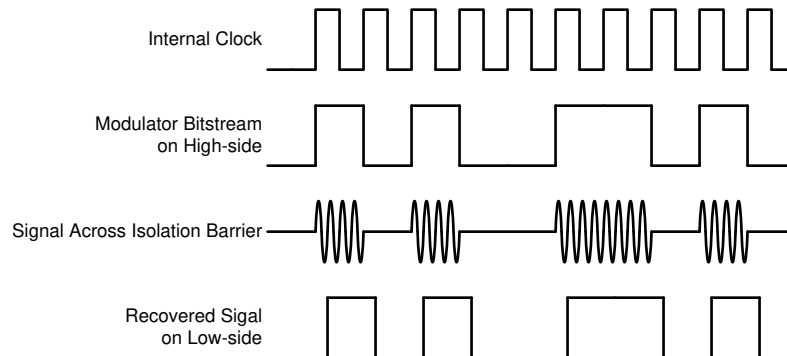 Internal Clock
Modulator Bitstream
on High-side
Signal Across Isolation Barrier
Recovered Sigal
on Low-side